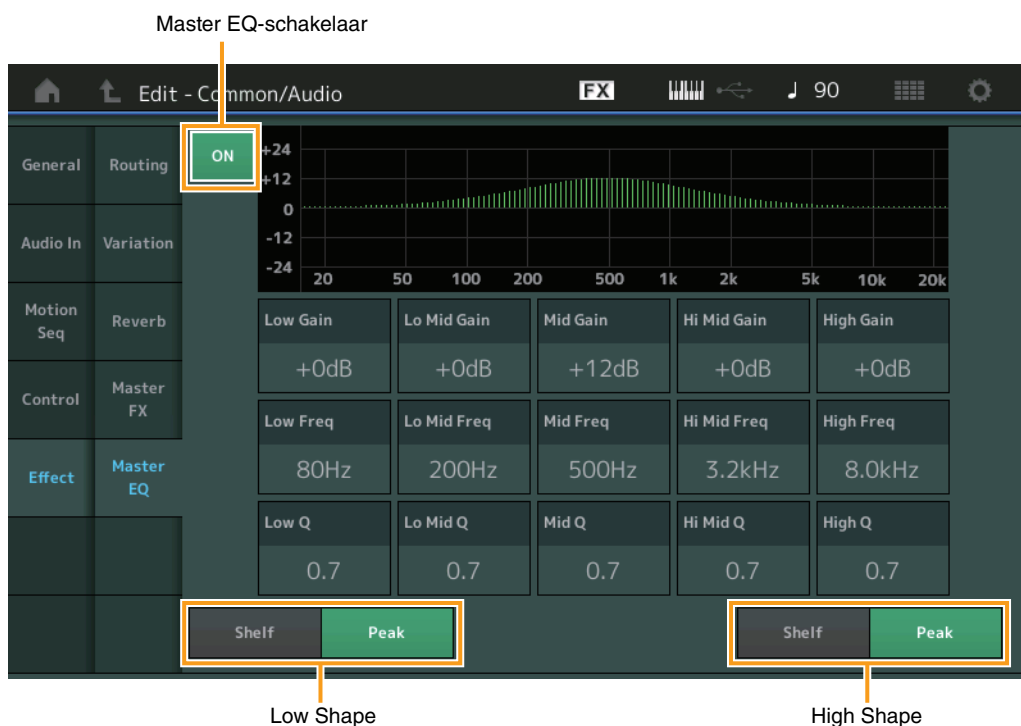 Master EQ-schakelaar
Edit - Common/Audio
FX
90
General
Routing
ON
+24
+12
0
-12
-24
20 50 100 200 500 1k 2k 5k 10k 20k
Audio In
Variation
Motion
Seq
Reverb
Control
Master
FX
Effect
Master
EQ
Low Gain
Lo Mid Gain
Mid Gain
Hi Mid Gain
High Gain
+0dB
+0dB
+12dB
+0dB
+0dB
Low Freq
Lo Mid Freq
Mid Freq
Hi Mid Freq
High Freq
80Hz
200Hz
500Hz
3.2kHz
8.0kHz
Low Q
Lo Mid Q
Mid Q
Hi Mid Q
High Q
0.7
0.7
0.7
0.7
0.7
Shelf
Peak
Shelf
Peak
Low Shape
High Shape